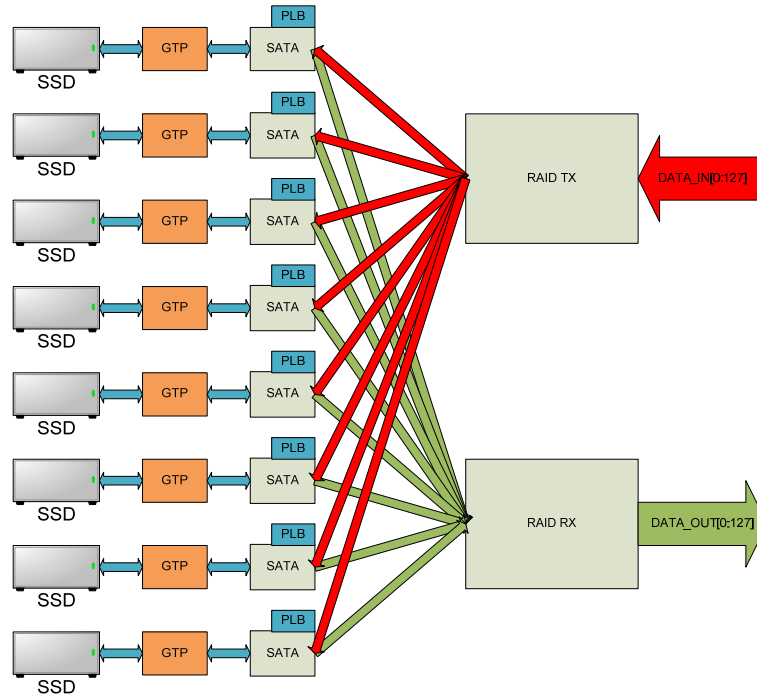 PLB
GTP
SATA
SSD
PLB
GTP
SATA
SSD
PLB
GTP
SATA
SSD
PLB
GTP
SATA
SSD
PLB
GTP
SATA
SSD
PLB
GTP
SATA
SSD
PLB
GTP
SATA
SSD
PLB
GTP
SATA
SSD
RAID TX
DATA_IN[0:127]
RAID RX
DATA_OUT[0:127]